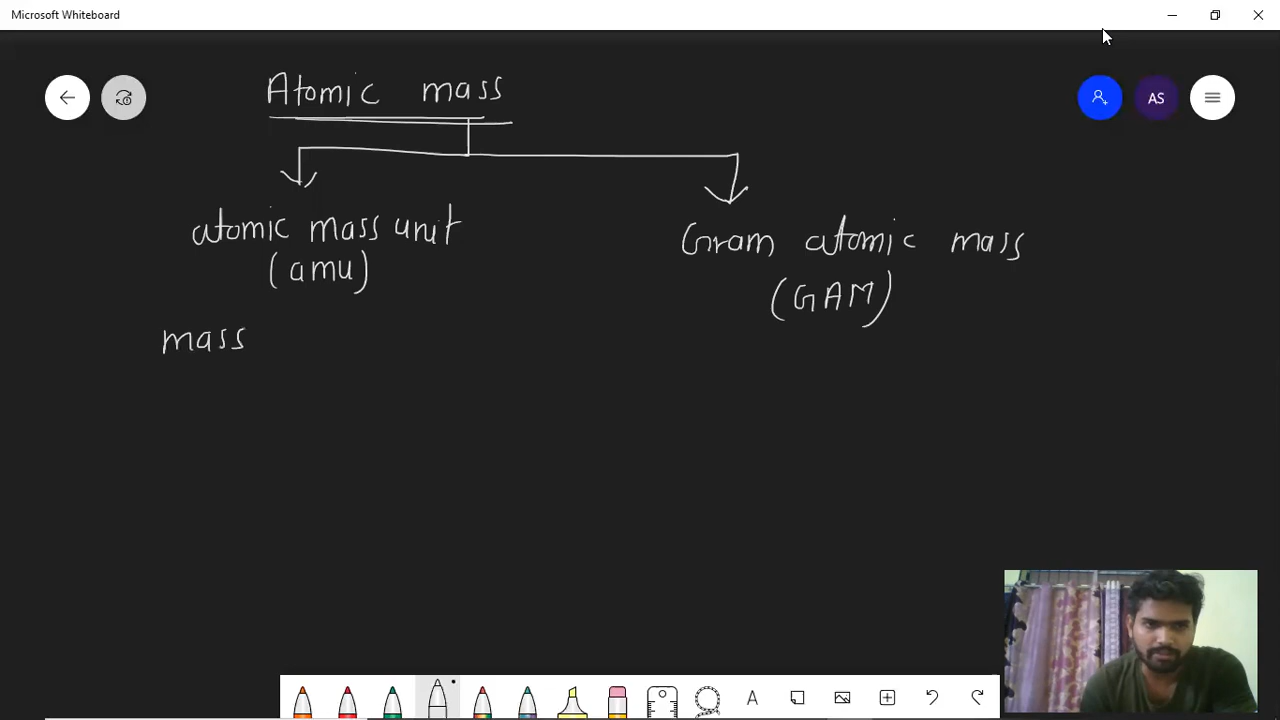 Microsoft Whiteboard
AS
Atomic mass
atomic mass unit
(amu)
Gram atomic mass
(GAM)
mass
A